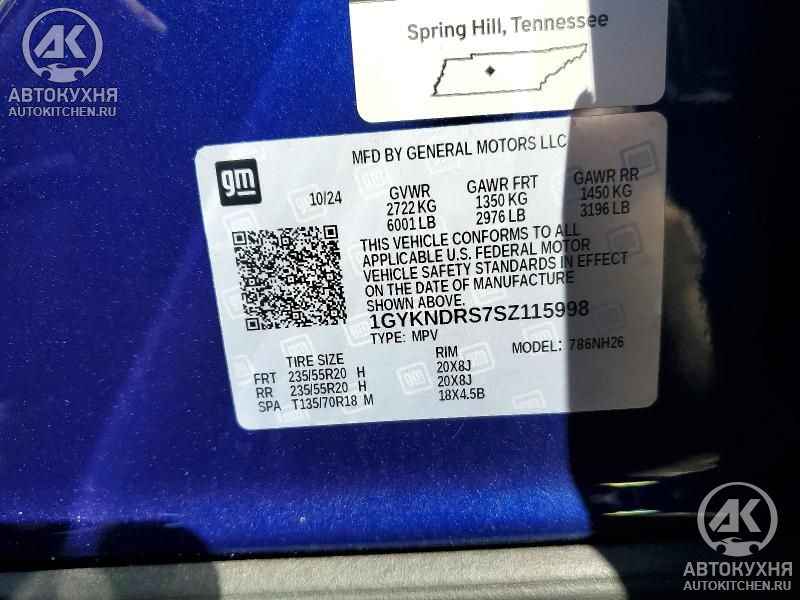 Spring Hill, Tennessee
AK
АВТОКУХНЯ
AUTOKITCHEN.RU
MFD BY GENERAL MOTORS LLC
gm
10/24
GVWR
2722 KG
6001 LB
GAWR FRT
1350 KG
2976 LB
GAWR RR
1450 KG
3196 LB
THIS VEHICLE CONFORMS TO ALL
APPLICABLE U.S. FEDERAL MOTOR
VEHICLE SAFETY STANDARDS IN EFFECT
ON THE DATE OF MANUFACTURE
SHOWN ABOVE.
1GYKNDRS7SZ115998
TYPE: MPV
MODEL: 786NH26
TIRE SIZE RIM
FRT 235/55R20 H 20X8J
RR 235/55R20 H 20X8J
SPA T135/70R18 M 18X4.5B
AK
АВТОКУХНЯ
AUTOKITCHEN.RU